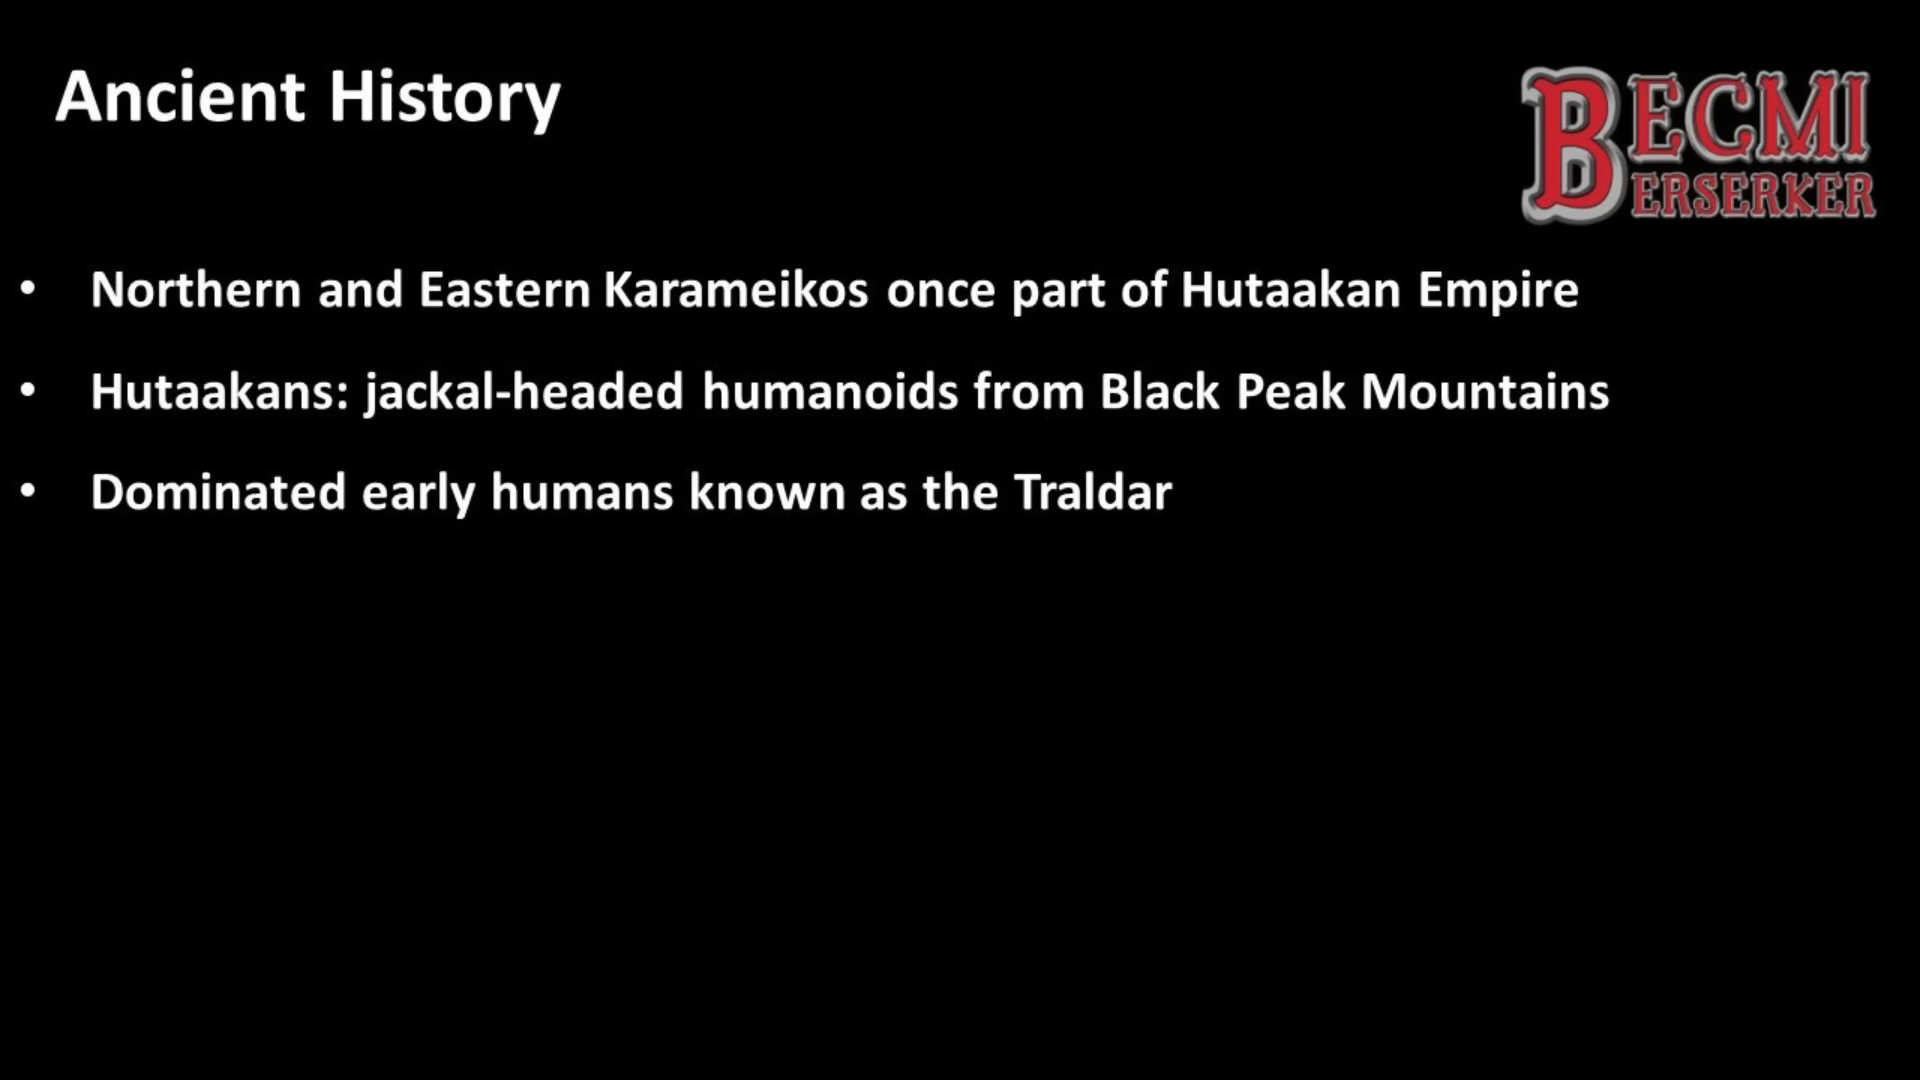 Ancient History
BECMI
BERSERKER
• Northern and Eastern Karameikos once part of Hutaakan Empire
• Hutaakans: jackal-headed humanoids from Black Peak Mountains
• Dominated early humans known as the Traldar